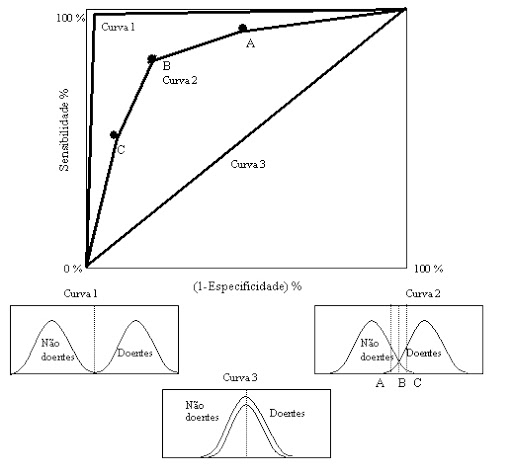 100 %
Curva 1
A
B
Curva 2
C
Sensibilidade %
Curva 3
0 %
100 %
(1-Especificidade) %
Curva 1
Não
doentes
Doentes
Curva 2
Não
doentes
Doentes
A B C
Curva 3
Não
doentes
Doentes